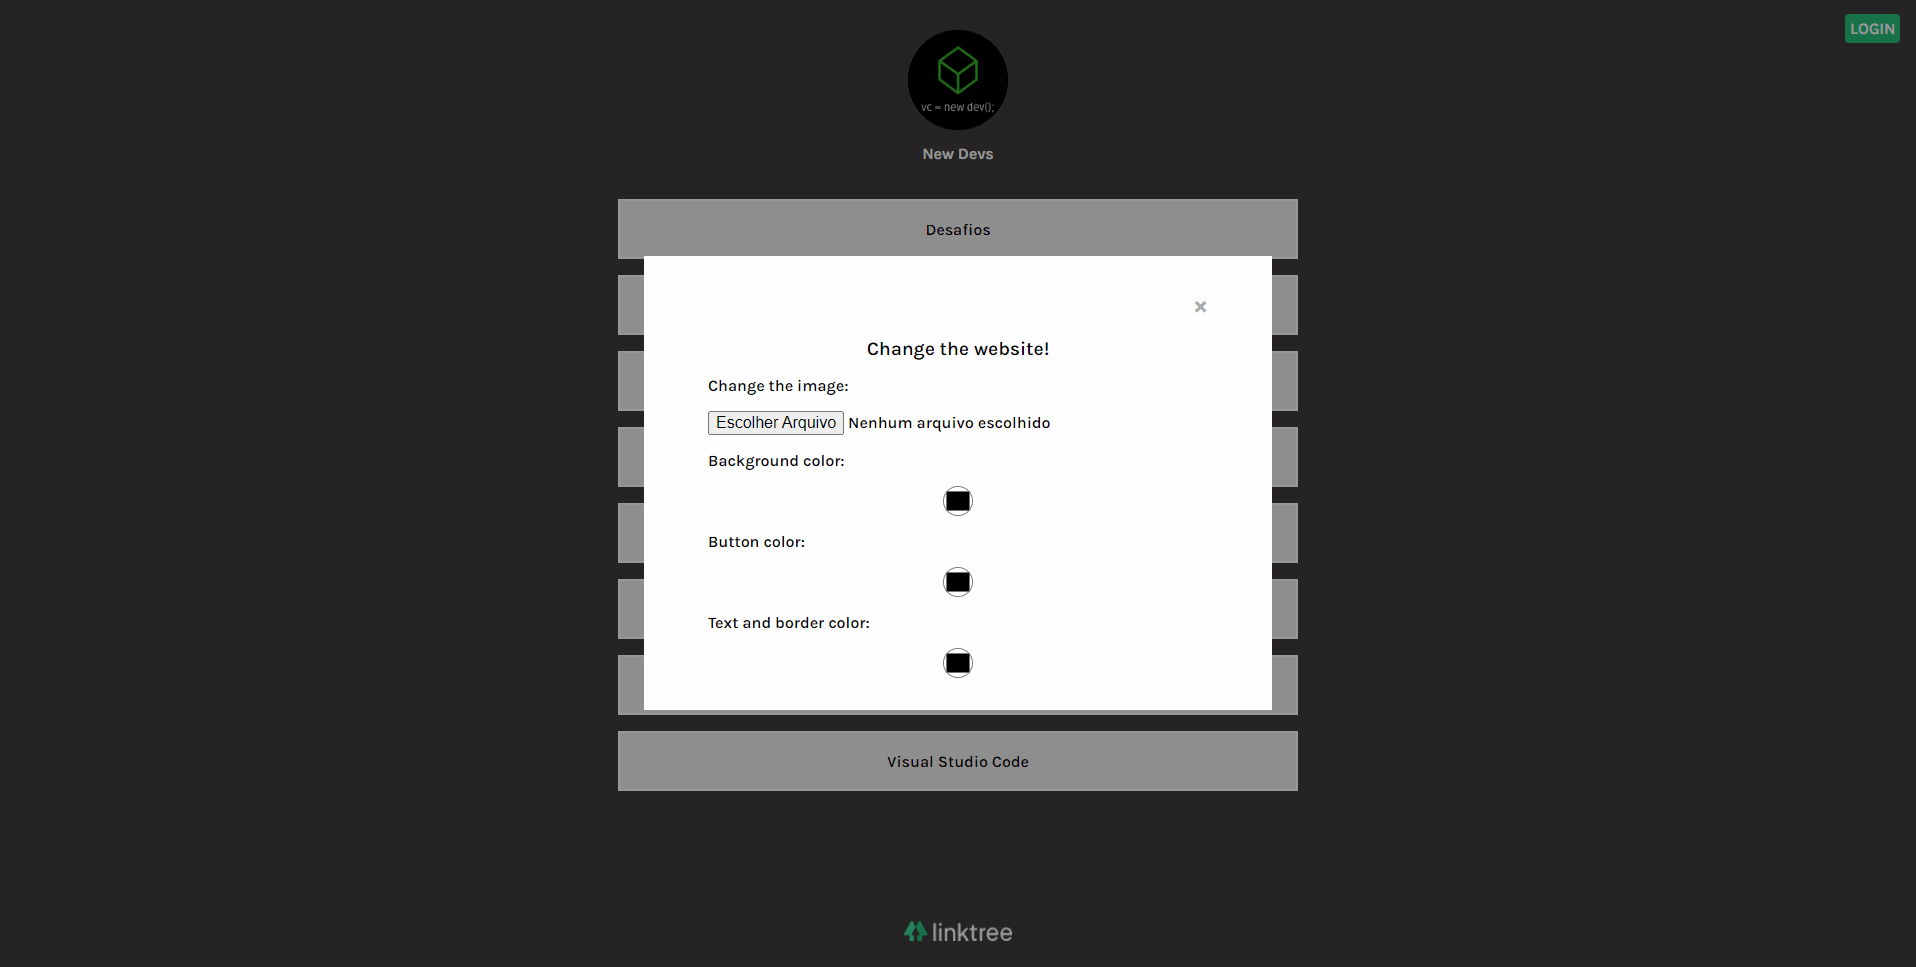 LOGIN
vc = new dev();
New Devs
Desafios
×
Change the website!
Change the image:
Escolher Arquivo Nenhum arquivo escolhido
Background color:
Button color:
Text and border color:
Visual Studio Code
linktree